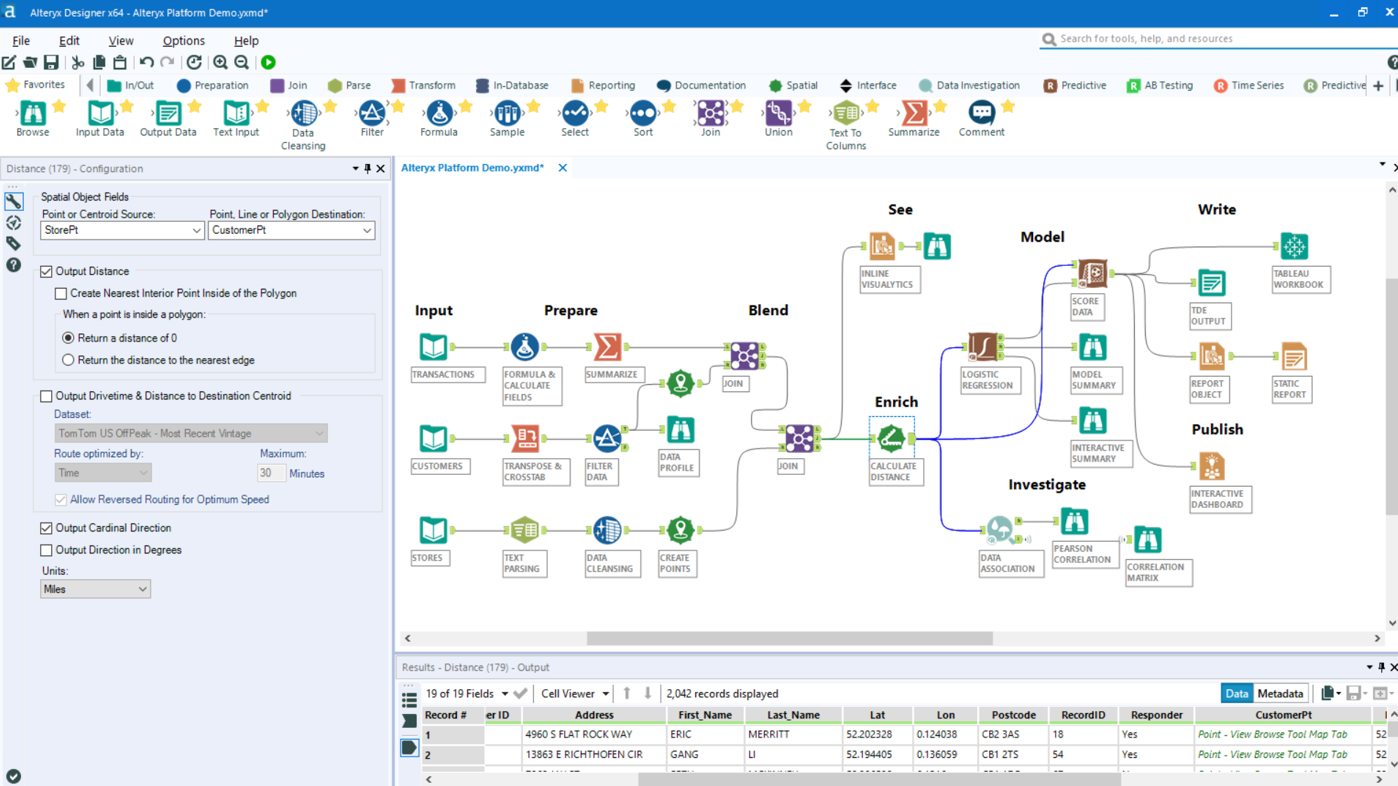 Alteryx Designer x64 - Alteryx Platform Demo.yxmd*
File Edit View Options Help
Search for tools, help, and resources
Favorites In/Out Preparation Join Parse Transform In-Database Reporting Documentation Spatial Interface Data Investigation Predictive AB Testing Time Series Predictive
Browse Input Data Output Data Text Input Data Cleansing Filter Formula Sample Select Sort Join Union Text To Columns Summarize Comment
Distance (179) - Configuration
Spatial Object Fields
Point or Centroid Source: Point, Line or Polygon Destination:
StorePt CustomerPt
Output Distance
Create Nearest Interior Point Inside of the Polygon
When a point is inside a polygon:
Return a distance of 0
Return the distance to the nearest edge
Output Drivetime & Distance to Destination Centroid
Dataset:
TomTom US OffPeak - Most Recent Vintage
Route optimized by: Maximum:
Time 30 Minutes
Allow Reversed Routing for Optimum Speed
Output Cardinal Direction
Output Direction in Degrees
Units:
Miles
Alteryx Platform Demo.yxmd*
See
INLINE
VISUALYTICS
Model
SCORE
DATA
Write
TABLEAU
WORKBOOK
TDE
OUTPUT
Input Prepare Blend
TRANSACTIONS
FORMULA &
CALCULATE
FIELDS
SUMMARIZE
JOIN
LOGISTIC
REGRESSION
MODEL
SUMMARY
REPORT
OBJECT
STATIC
REPORT
Enrich
CUSTOMERS
TRANSPOSE &
CROSSTAB
FILTER
DATA
DATA
PROFILE
JOIN
CALCULATE
DISTANCE
INTERACTIVE
SUMMARY
Publish
INTERACTIVE
DASHBOARD
Investigate
STORES
TEXT
PARSING
DATA
CLEANSING
CREATE
POINTS
DATA
ASSOCIATION
PEARSON
CORRELATION
CORRELATION
MATRIX
Results - Distance (179) - Output
19 of 19 Fields Cell Viewer 2,042 records displayed Data Metadata
Record # er ID Address First_Name Last_Name Lat Lon Postcode RecordID Responder CustomerPt
1 4960 S FLAT ROCK WAY ERIC MERRITT 52.202328 0.124038 CB2 3AS 18 Yes Point - View Browse Tool Map Tab 52
2 13863 E RICHTHOFEN CIR GANG LI 52.194405 0.136059 CB1 2TS 54 Yes Point - View Browse Tool Map Tab 52